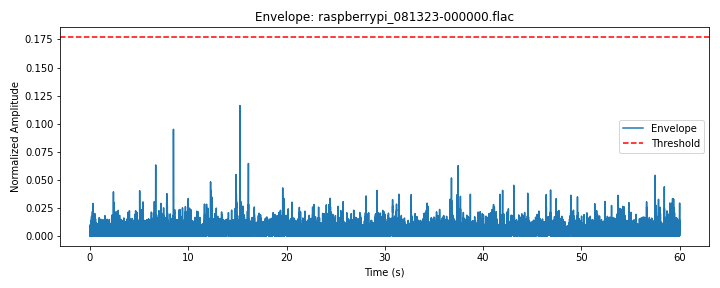 Envelope: raspberrypi_081323-000000.flac
Normalized Amplitude
0.175
0.150
0.125
0.100
0.075
0.050
0.025
0.000
Envelope
Threshold
0 10 20 30 40 50 60
Time (s)